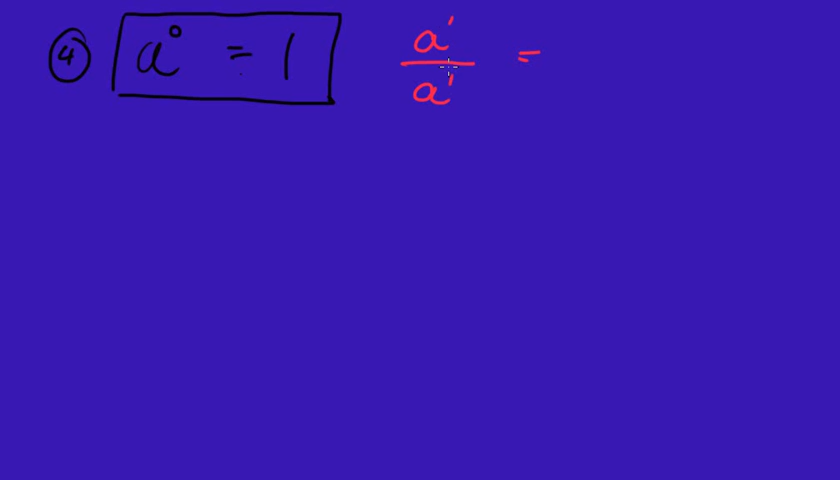 ④ a⁰ = 1 a¹/a¹ =